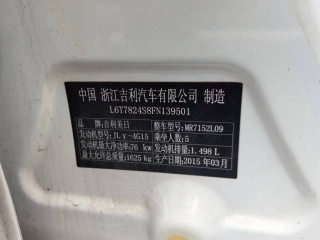 中国 浙江吉利汽车有限公司 制造
L6T7824S8FN139501
品 牌:吉利美日 整车型号:MR7152L09
发动机型号:JLγ-4G15 乘坐人数:5
发动机最大净功率:76 kw 发动机排量:1.498 L
最大允许总质量:1625kg 生产日期:2015 年03月